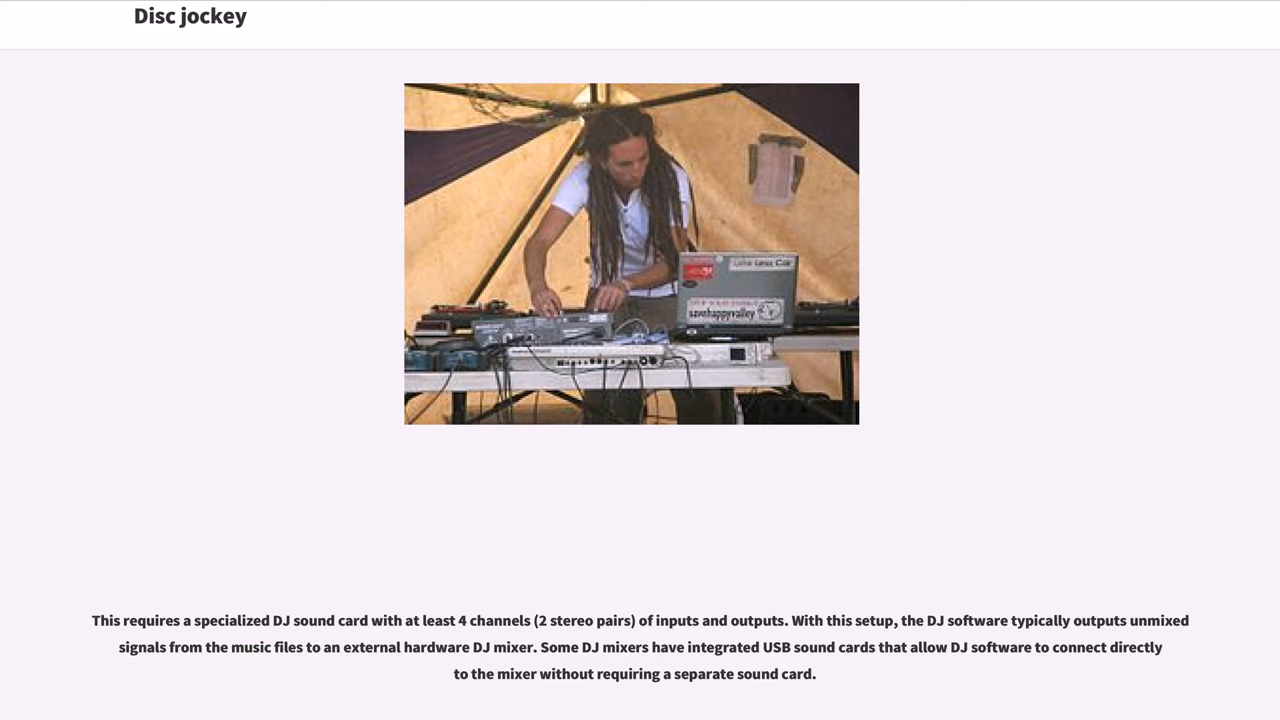 Disc jockey
one Less Car
savehappyvalley
This requires a specialized DJ sound card with at least 4 channels (2 stereo pairs) of inputs and outputs. With this setup, the DJ software typically outputs unmixed
signals from the music files to an external hardware DJ mixer. Some DJ mixers have integrated USB sound cards that allow DJ software to connect directly
to the mixer without requiring a separate sound card.